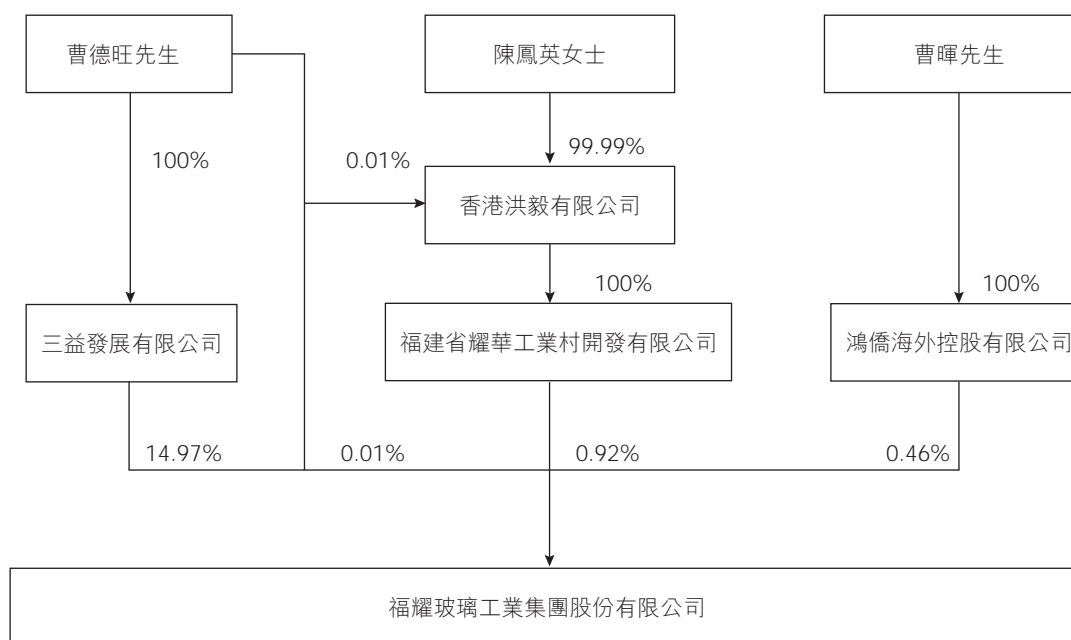 曹德旺先生
陳鳳英女士
曹暉先生
100%
0.01%
99.99%
香港洪毅有限公司
100%
100%
三益發展有限公司
福建省耀華工業村開發有限公司
鴻僑海外控股有限公司
14.97%
0.01%
0.92%
0.46%
福耀玻璃工業集團股份有限公司